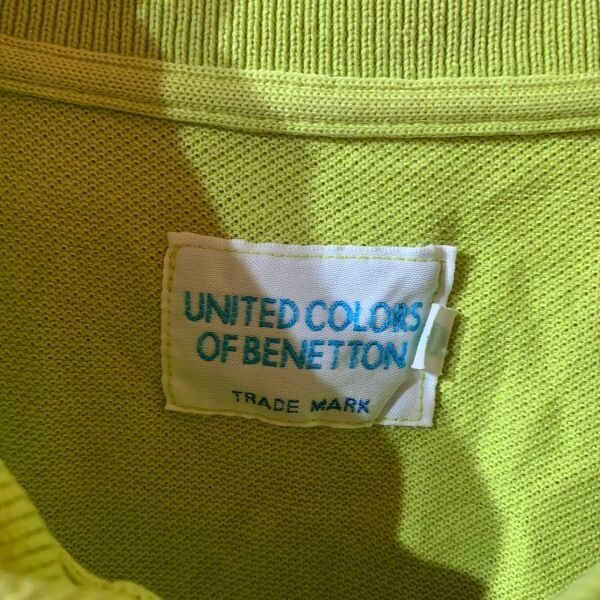 UNITED COLORS
OF BENETTON
TRADE MARK